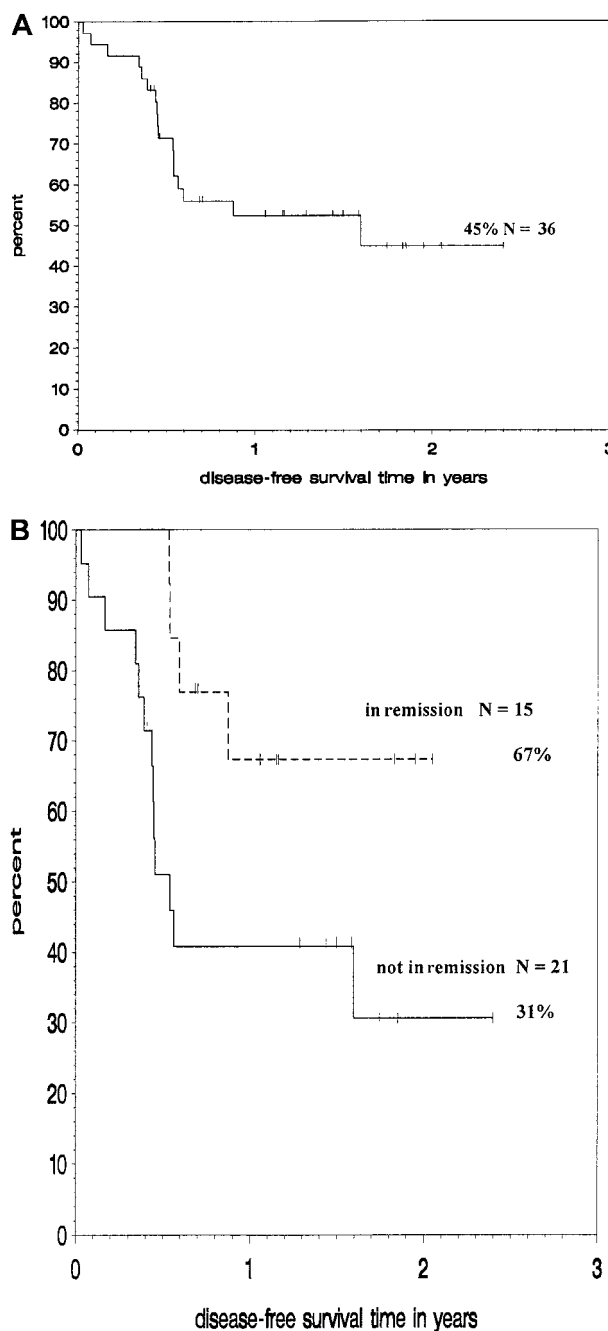 A
100
90
80
70
60
50
40
30
20
10
0
percent
45% N = 36
0 1 2 3
disease-free survival time in years
B
100
90
80
70
60
50
40
30
20
10
0
percent
in remission N = 15
67%
not in remission N = 21
31%
0 1 2 3
disease-free survival time in years